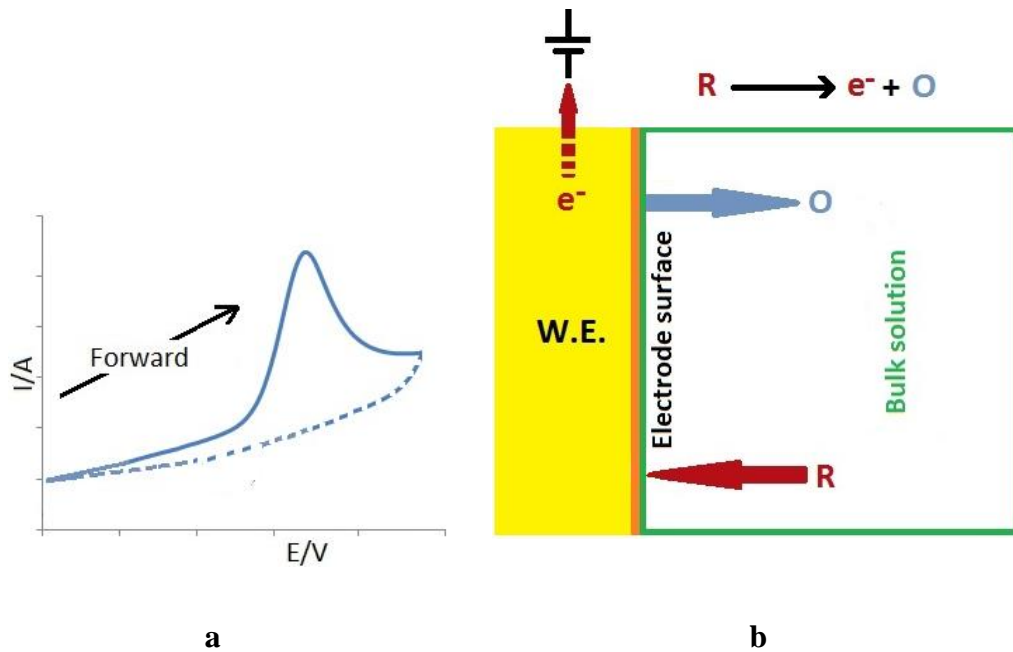 R ⟶ e⁻ + O
e⁻
O
Forward
I/A
E/V
W.E.
Electrode surface
Bulk solution
R
a
b